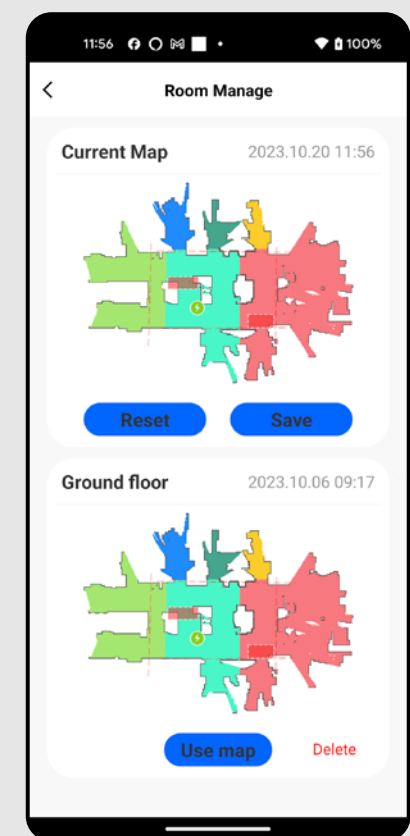 11:56 100%
Room Manage
Current Map 2023.10.20 11:56
Reset Save
Ground floor 2023.10.06 09:17
Use map Delete